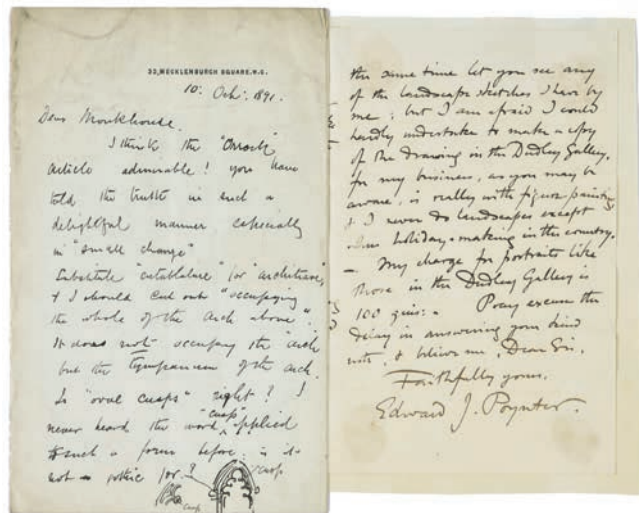 33, MECKLENBURGH SQUARE, W.C.
10. Octr. 1891.
Dear Monkhouse.
I think the "Orrock"
article admirable! you have
told the truth in such a
delightful manner especially
in "small change"
Substitute "entablature" for "architrave"
& I should cut out "occupying
the whole of the arch above".
It does not occupy the arch
but the Tympanum of the arch.
Is "oval cusps" right? I
never heard the word "cusp" applied
to such a form before: is it
not a gothic for?
cusp
cusp
the same time let you see any
of the landscape sketches I have by
me; but I am afraid I could
hardly undertake to make a copy
of the drawing in the Dudley Gallery.
for my business, as you may be
aware, is really with figure painting
& I never do landscapes except
when holiday-making in the country.
— My charge for portraits like
those in the Dudley Gallery is
100 guins: — Pray excuse the
delay in answering your kind
note, & believe me, Dear Sir,
Faithfully yours,
Edward J. Poynter.